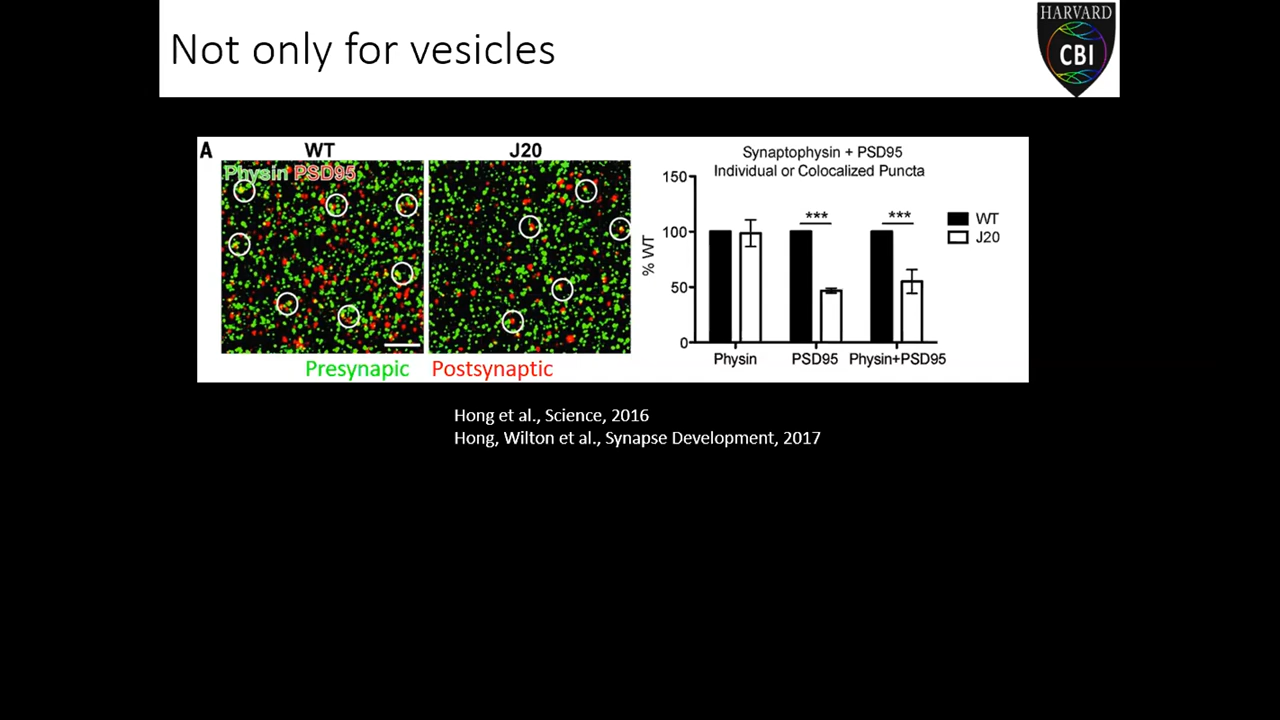 Not only for vesicles
HARVARD
CBI
A
WT
J20
Physin PSD95
Presynapic
Postsynaptic
Synaptophysin + PSD95
Individual or Colocalized Puncta
% WT
150
100
50
0
***
***
Physin
PSD95
Physin+PSD95
WT
J20
Hong et al., Science, 2016
Hong, Wilton et al., Synapse Development, 2017